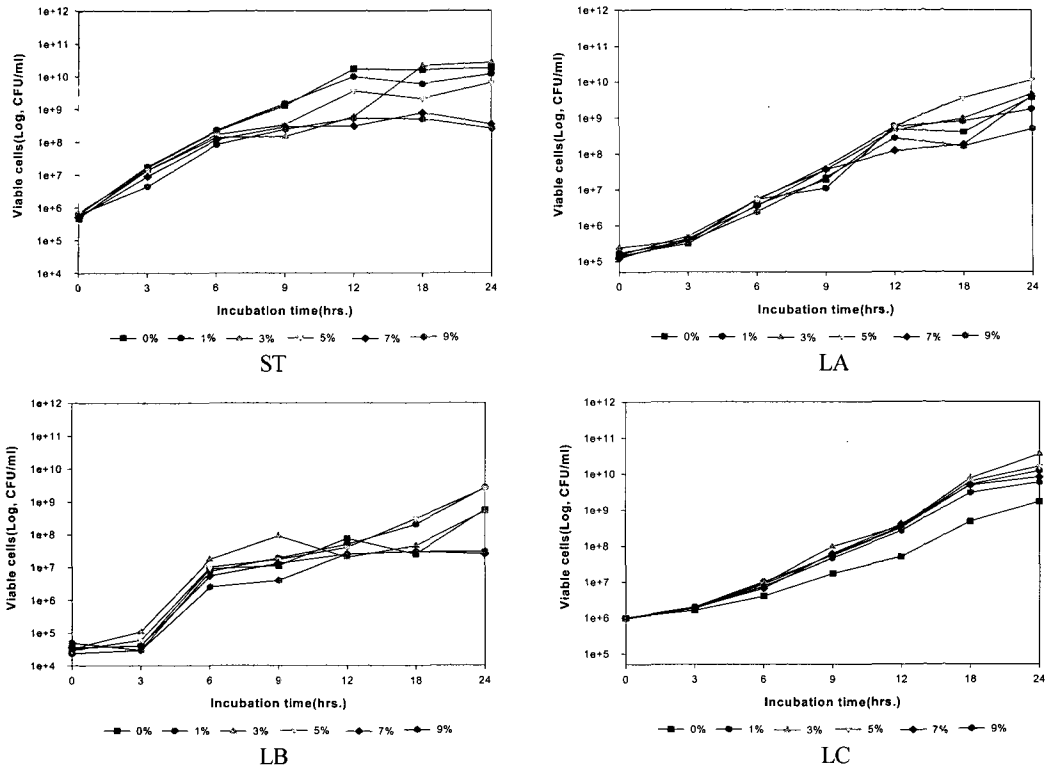 Viable cells(Log, CFU/ml)
1e+12
1e+11
1e+10
1e+9
1e+8
1e+7
1e+6
1e+5
1e+4
0 3 6 9 12 18 24
Incubation time(hrs.)
0% 1% 3% 5% 7% 9%
ST
Viable cells(Log, CFU/ml)
1e+12
1e+11
1e+10
1e+9
1e+8
1e+7
1e+6
1e+5
0 3 6 9 12 18 24
Incubation time(hrs.)
0% 1% 3% 5% 7% 9%
LA
Viable cells(Log, CFU/ml)
1e+12
1e+11
1e+10
1e+9
1e+8
1e+7
1e+6
1e+5
1e+4
0 3 6 9 12 18 24
Incubation time(hrs.)
0% 1% 3% 5% 7% 9%
LB
Viable cells(Log, CFU/ml)
1e+12
1e+11
1e+10
1e+9
1e+8
1e+7
1e+6
1e+5
0 3 6 9 12 18 24
Incubation time(hrs.)
0% 1% 3% 5% 7% 9%
LC